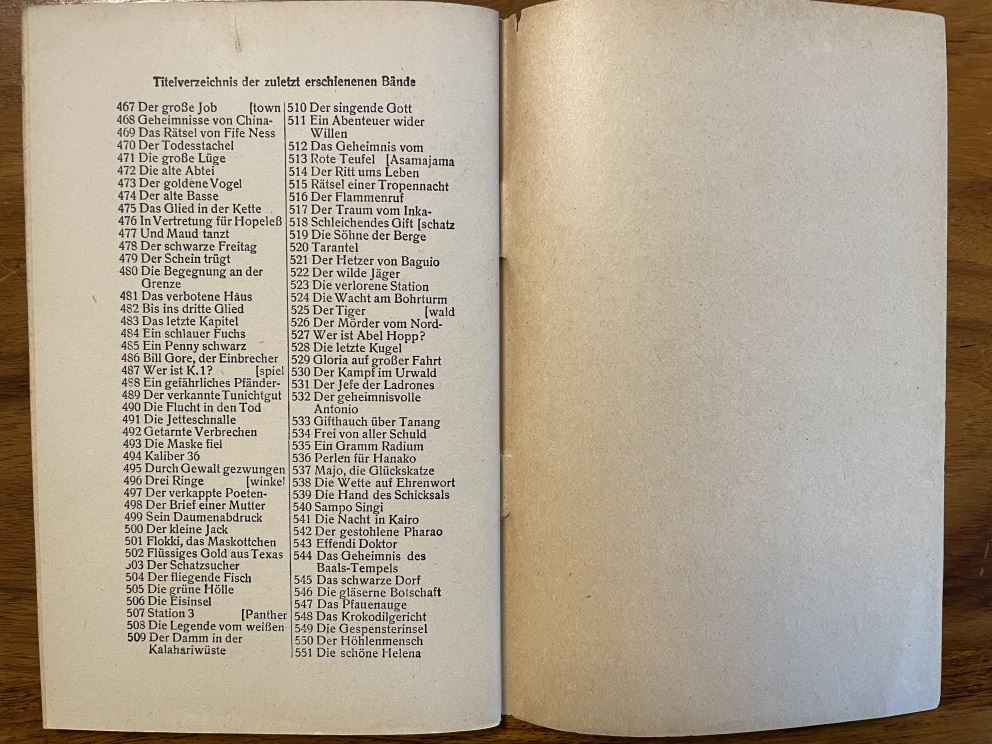 Titelverzeichnis der zuletzt erschienenen Bände
467 Der große Job [town
468 Geheimnisse von China-
469 Das Rätsel von Fife Ness
470 Der Todesstachel
471 Die große Lüge
472 Die alte Abtei
473 Der goldene Vogel
474 Der alte Basse
475 Das Glied in der Kette
476 In Vertretung für Hopeleß
477 Und Maud tanzt
478 Der schwarze Freitag
479 Der Schein trügt
480 Die Begegnung an der
Grenze
481 Das verbotene Haus
482 Bis ins dritte Glied
483 Das letzte Kapitel
484 Ein schlauer Fuchs
485 Ein Penny schwarz
486 Bill Gore, der Einbrecher
487 Wer ist K.1? [spiel
488 Ein gefährliches Pfänder-
489 Der verkannte Tunichtgut
490 Die Flucht in den Tod
491 Die Jetteschnalle
492 Getarnte Verbrechen
493 Die Maske fiel
494 Kaliber 36
495 Durch Gewalt gezwungen
496 Drei Ringe [winkel
497 Der verkappte Poeten-
498 Der Brief einer Mutter
499 Sein Daumenabdruck
500 Der kleine Jack
501 Flokki, das Maskottchen
502 Flüssiges Gold aus Texas
503 Der Schatzsucher
504 Der fliegende Fisch
505 Die grüne Hölle
506 Die Eisinsel
507 Station 3 [Panther
508 Die Legende vom weißen
509 Der Damm in der
Kalahariwüste
510 Der singende Gott
511 Ein Abenteuer wider
Willen
512 Das Geheimnis vom
513 Rote Teufel [Asamajama
514 Der Ritt ums Leben
515 Rätsel einer Tropennacht
516 Der Flammenruf
517 Der Traum vom Inka-
518 Schleichendes Gift [schatz
519 Die Söhne der Berge
520 Tarantel
521 Der Hetzer von Baguio
522 Der wilde Jäger
523 Die verlorene Station
524 Die Wacht am Bohrturm
525 Der Tiger [wald
526 Der Mörder vom Nord-
527 Wer ist Abel Hopp?
528 Die letzte Kugel
529 Gloria auf großer Fahrt
530 Der Kampf im Urwald
531 Der Jefe der Ladrones
532 Der geheimnisvolle
Antonio
533 Gifthauch über Tanang
534 Frei von aller Schuld
535 Ein Gramm Radium
536 Perlen für Hanako
537 Majo, die Glückskatze
538 Die Wette auf Ehrenwort
539 Die Hand des Schicksals
540 Sampo Singi
541 Die Nacht in Kairo
542 Der gestohlene Pharao
543 Effendi Doktor
544 Das Geheimnis des
Baals-Tempels
545 Das schwarze Dorf
546 Die gläserne Botschaft
547 Das Pfauenauge
548 Das Krokodilgericht
549 Die Gespensterinsel
550 Der Höhlenmensch
551 Die schöne Helena